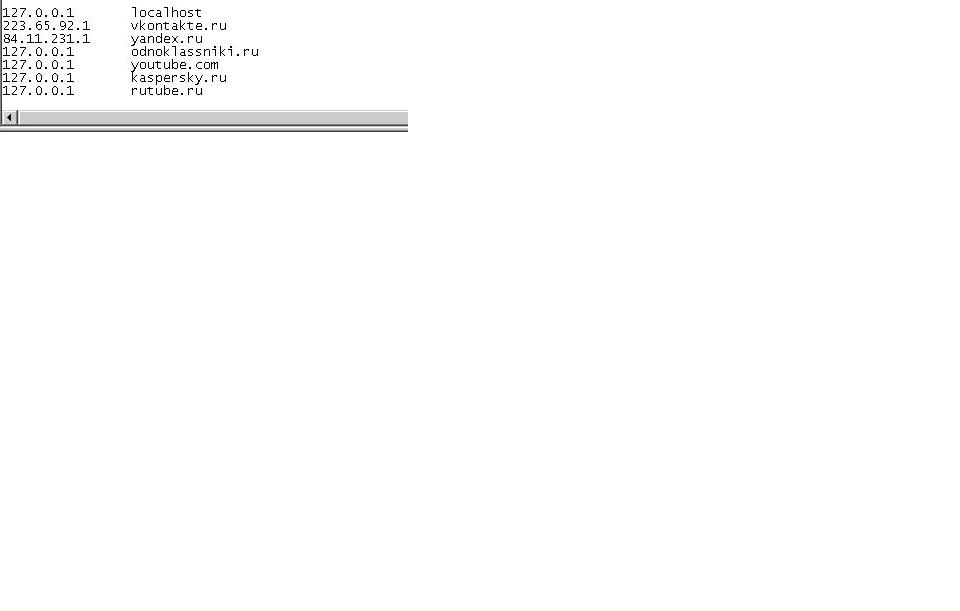 127.0.0.1 localhost
223.65.92.1 vkontakte.ru
84.11.231.1 yandex.ru
127.0.0.1 odnoklassniki.ru
127.0.0.1 youtube.com
127.0.0.1 kaspersky.ru
127.0.0.1 rutube.ru